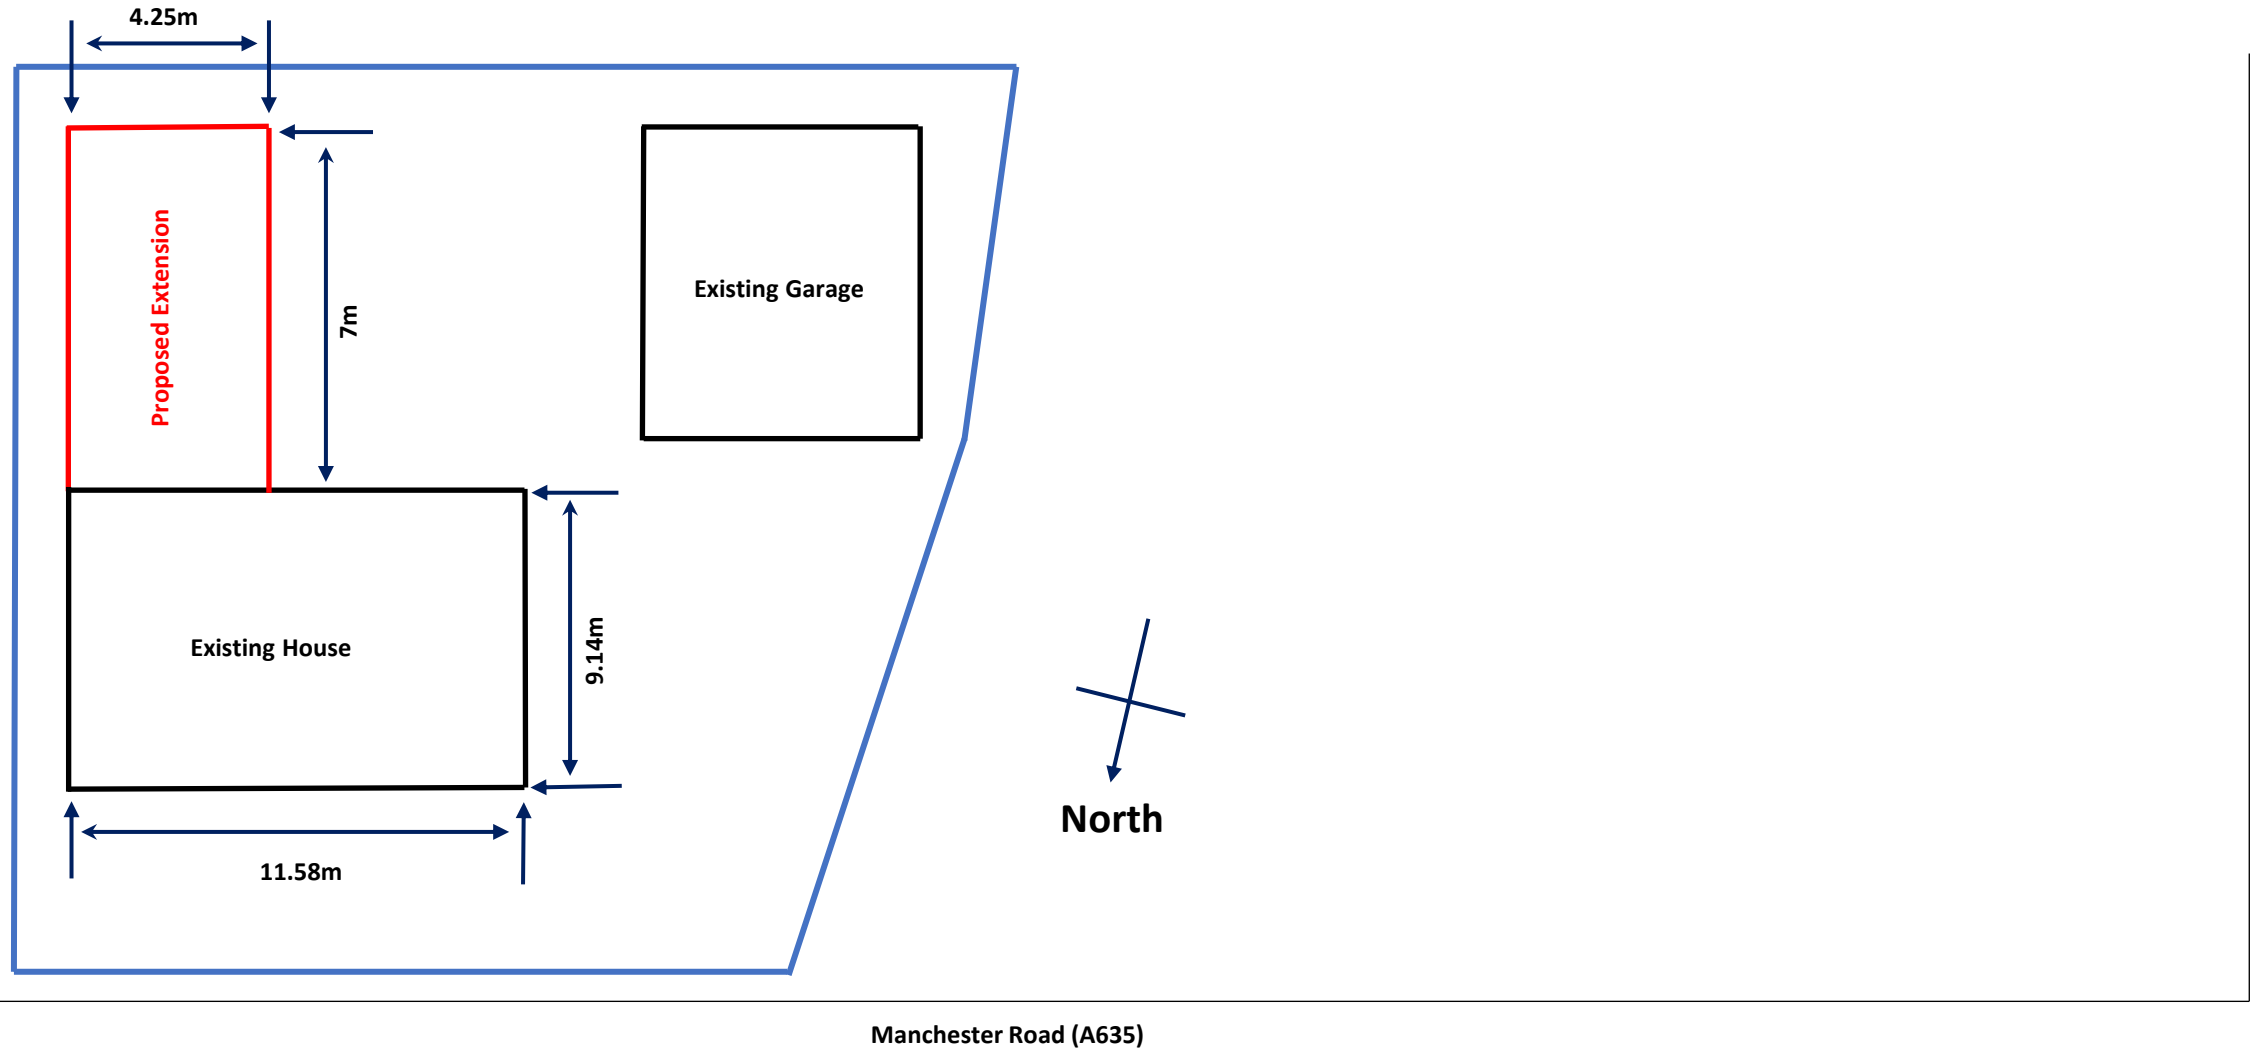 4.25m
Proposed Extension
7m
Existing Garage
Existing House
9.14m
11.58m
North
Manchester Road (A635)